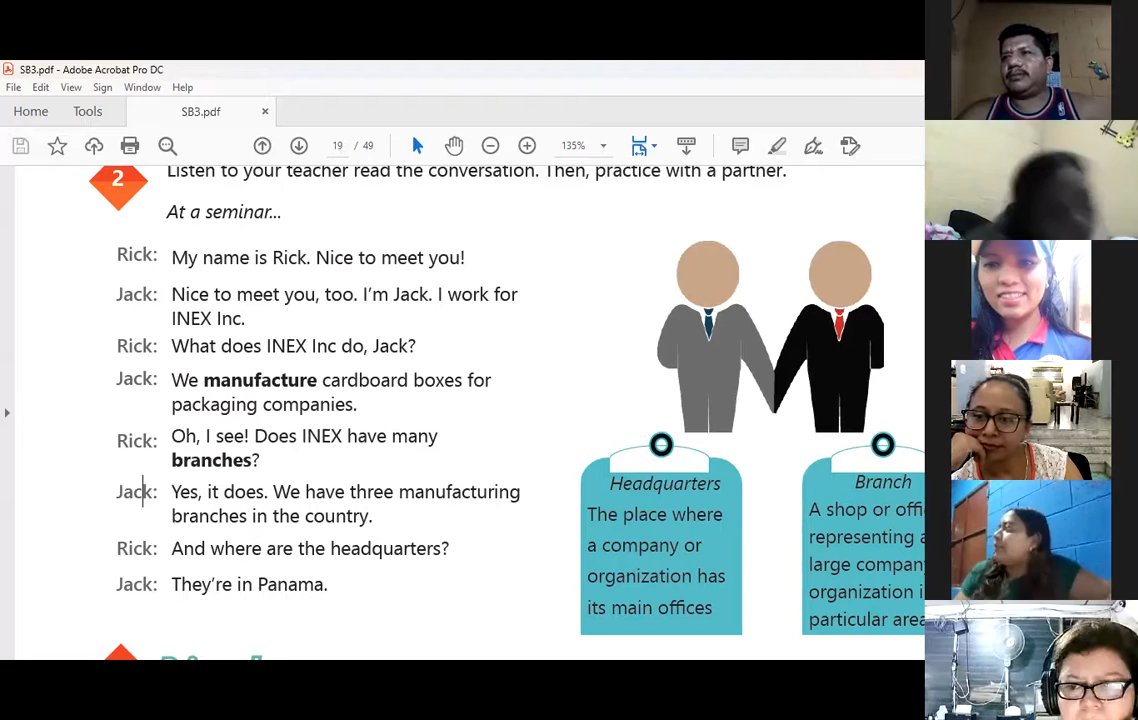 SB3.pdf - Adobe Acrobat Pro DC
File Edit View Sign Window Help
Home Tools SB3.pdf ×
19 / 49 135%
2 Listen to your teacher read the conversation. Then, practice with a partner.
At a seminar...
Rick: My name is Rick. Nice to meet you!
Jack: Nice to meet you, too. I'm Jack. I work for
INEX Inc.
Rick: What does INEX Inc do, Jack?
Jack: We manufacture cardboard boxes for
packaging companies.
Rick: Oh, I see! Does INEX have many
branches?
Jack: Yes, it does. We have three manufacturing
branches in the country.
Rick: And where are the headquarters?
Jack: They're in Panama.
Headquarters
The place where
a company or
organization has
its main offices
Branch
A shop or offi
representing a
large company
organization i
particular area